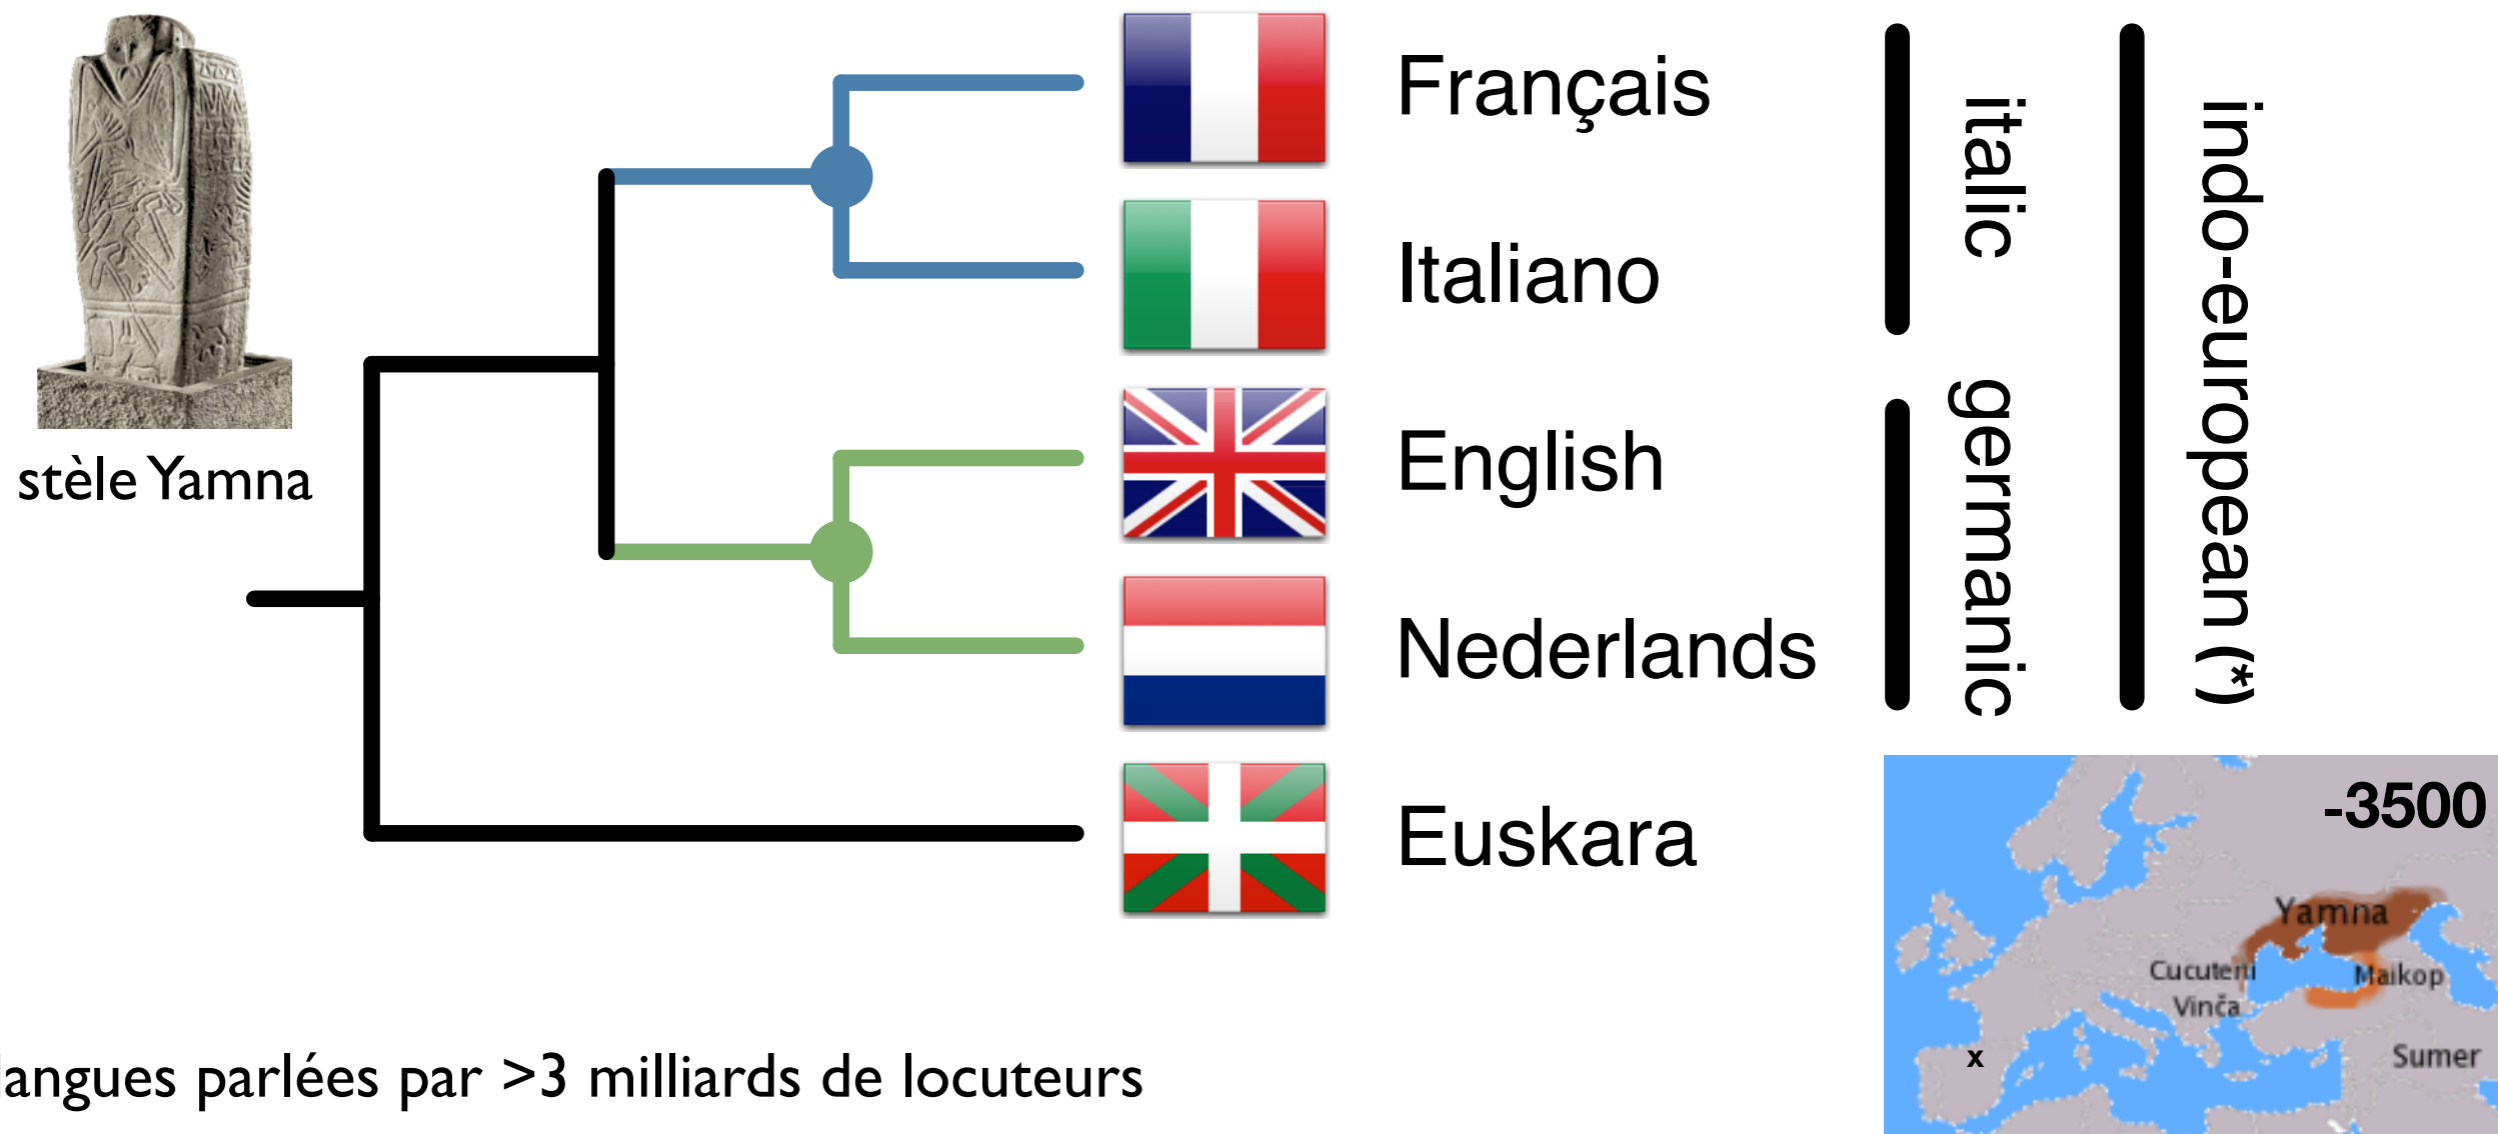 Français
Italiano
English
Nederlands
Euskara
italic
germanic
indo-european (*)
stèle Yamna
-3500
Yamna
Cucuteni
Maikop
Vinča
Sumer
x
langues parlées par >3 milliards de locuteurs